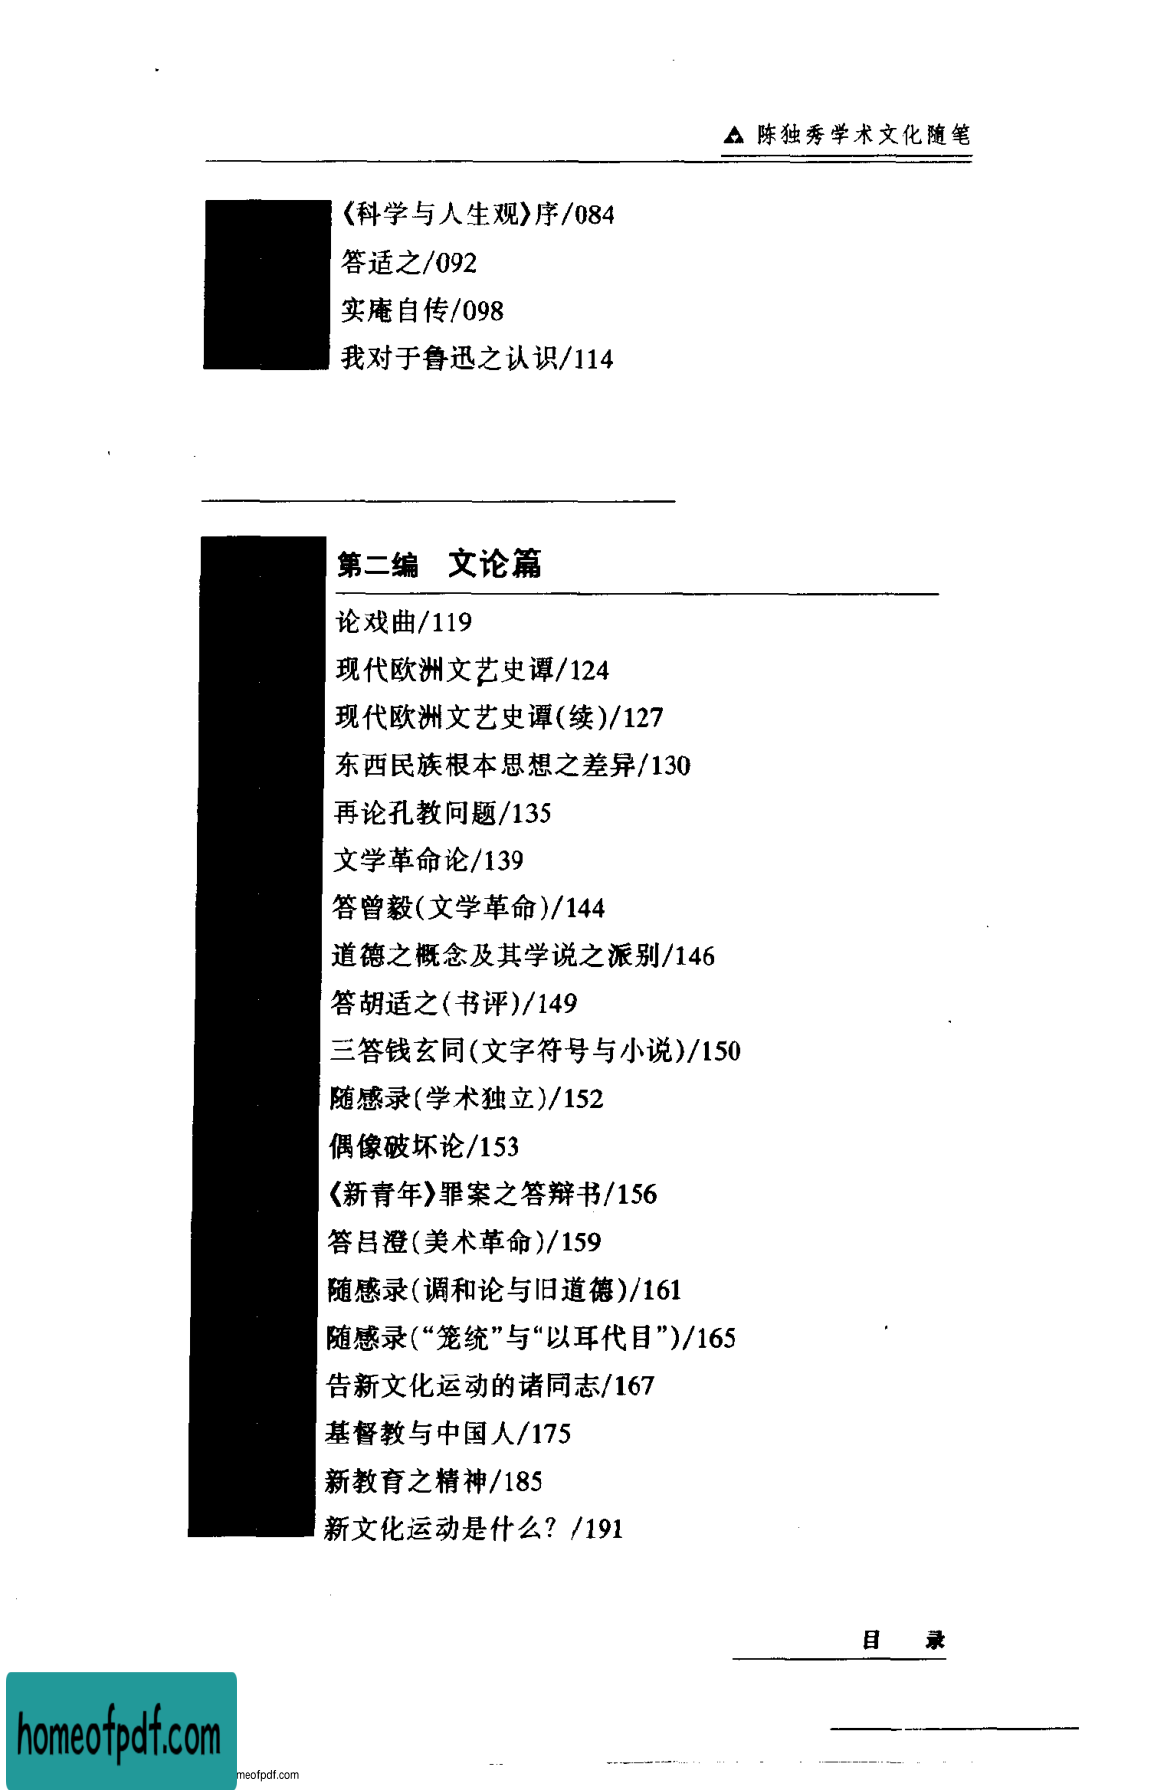 陈独秀学术文化随笔
《科学与人生观》序/084
答适之/092
实庵自传/098
我对于鲁迅之认识/114
第二编 文论篇
论戏曲/119
现代欧洲文艺史谭/124
现代欧洲文艺史谭(续)/127
东西民族根本思想之差异/130
再论孔教问题/135
文学革命论/139
答曾毅(文学革命)/144
道德之概念及其学说之派别/146
答胡适之(书评)/149
三答钱玄同(文字符号与小说)/150
随感录(学术独立)/152
偶像破坏论/153
《新青年》罪案之答辩书/156
答吕澄(美术革命)/159
随感录(调和论与旧道德)/161
随感录(“笼统”与“以耳代目”)/165
告新文化运动的诸同志/167
基督教与中国人/175
新教育之精神/185
新文化运动是什么? /191
目 录
homeofpdf.com
meofpdf.com